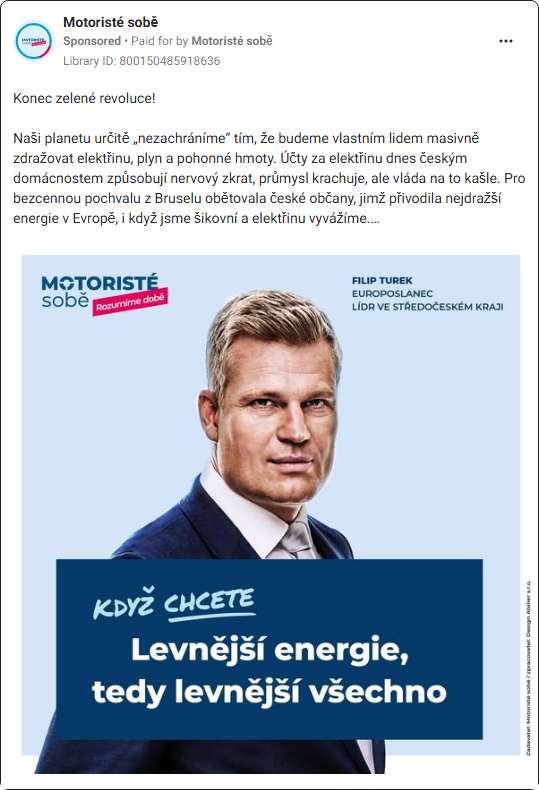 Motoristé sobě
Sponsored • Paid for by Motoristé sobě
Library ID: 800150485918636
Konec zelené revoluce!
Naši planetu určitě „nezachráníme“ tím, že budeme vlastním lidem masivně
zdražovat elektřinu, plyn a pohonné hmoty. Účty za elektřinu dnes českým
domácnostem způsobují nervový zkrat, průmysl krachuje, ale vláda na to kašle. Pro
bezcennou pochvalu z Bruselu obětovala české občany, jimž přivodila nejdražší
energie v Evropě, i když jsme šikovní a elektřinu vyvážíme....
MOTORISTÉ
sobě Rozumíme době
FILIP TUREK
EUROPOSLANEC
LÍDR VE STŘEDOČESKÉM KRAJI
KDYŽ CHCETE
Levnější energie,
tedy levnější všechno
Zadavatel: Motoristé sobě / zpracovatel: Design Atelier s.r.o.